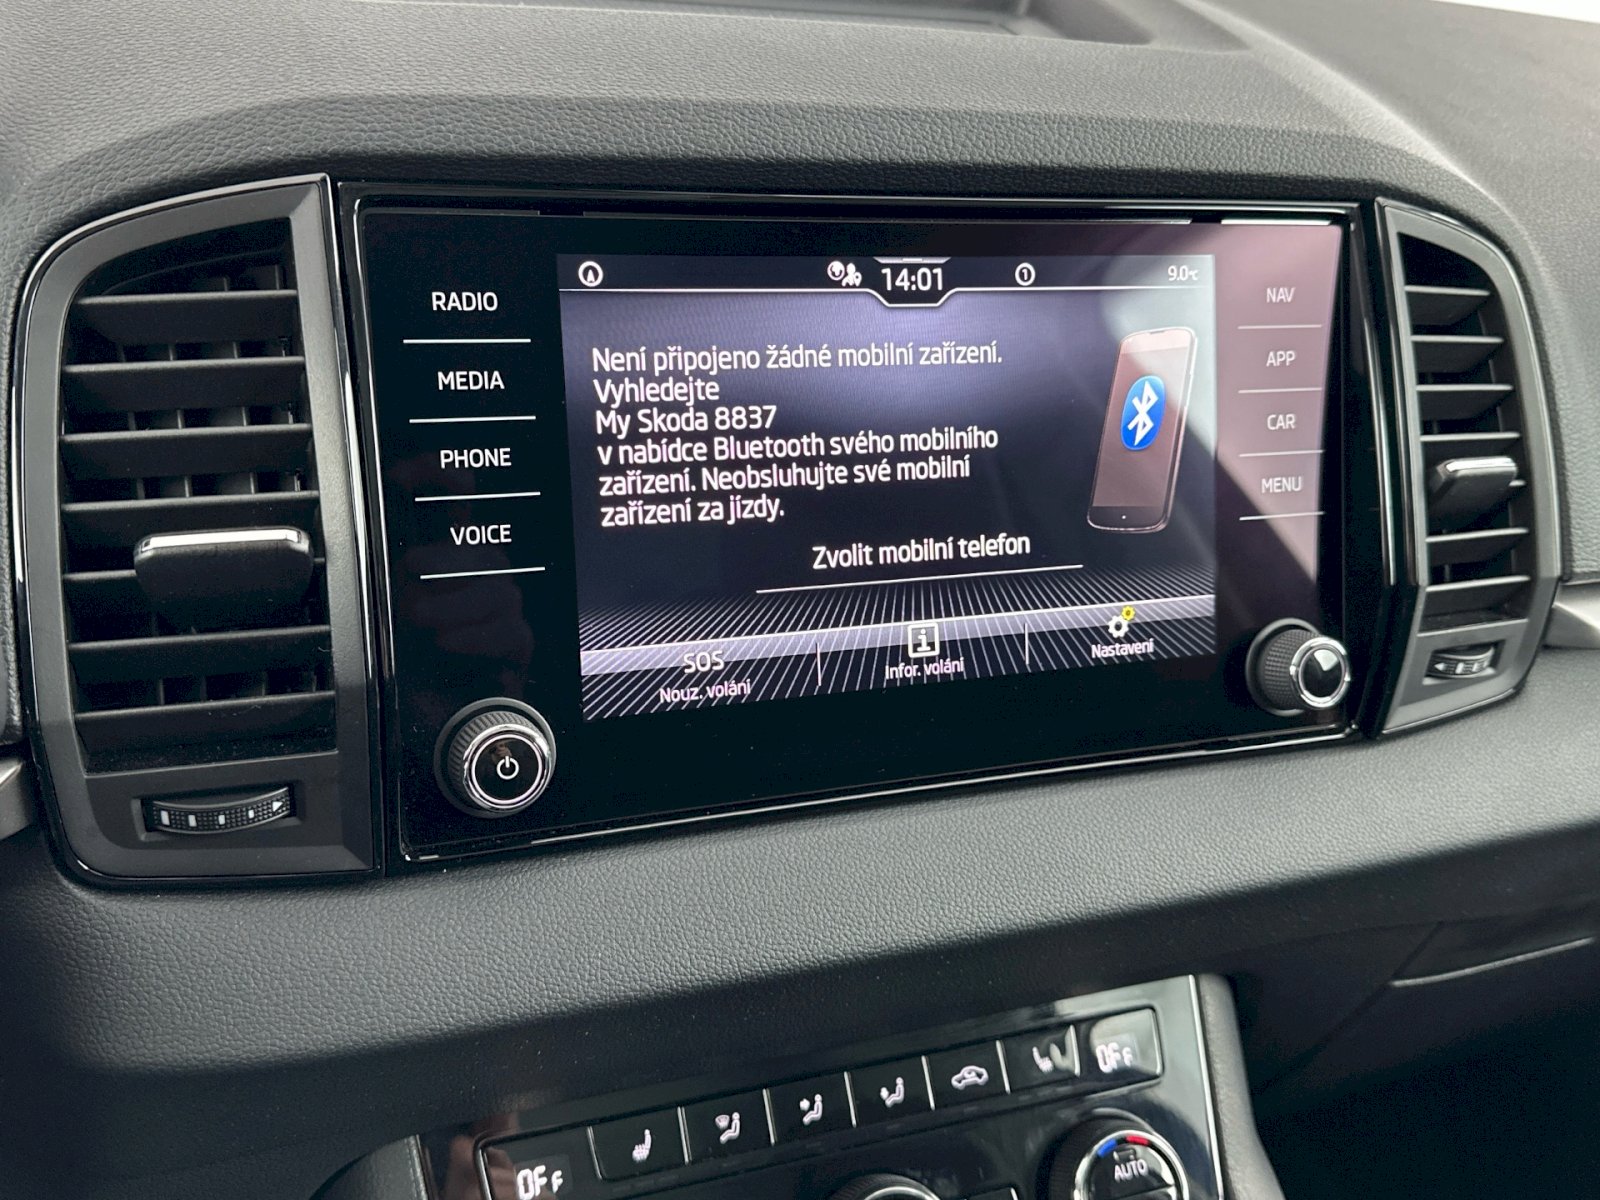 RADIO
MEDIA
PHONE
VOICE
14:01
1
9.0°C
Není připojeno žádné mobilní zařízení.
Vyhledejte
My Skoda 8837
v nabídce Bluetooth svého mobilního
zařízení. Neobsluhujte své mobilní
zařízení za jízdy.
Zvolit mobilní telefon
SOS
Nouz. volání
i
Infor. volání
Nastavení
NAV
APP
CAR
MENU
OFF
OFF
AUTO